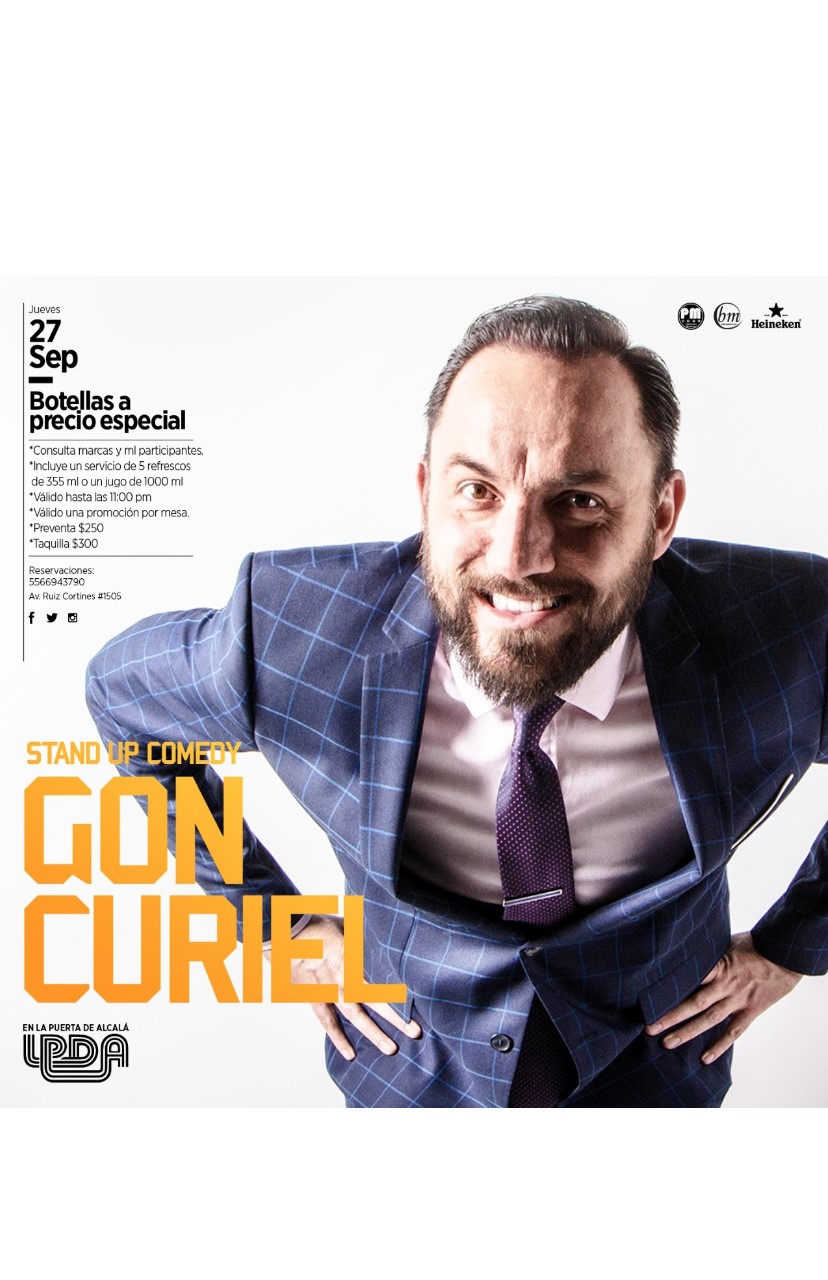 Jueves
27
Sep
Botellas a
precio especial
*Consulta marcas y ml participantes.
*Incluye un servicio de 5 refrescos
de 355 ml o un jugo de 1000 ml
*Válido hasta las 11:00 pm
*Válido una promoción por mesa.
*Preventa $250
*Taquilla $300
Reservaciones:
5566943790
Av. Ruiz Cortines #1505
PM
bm
Heineken
STAND UP COMEDY
GON
CURIEL
EN LA PUERTA DE ALCALÁ
LPDA